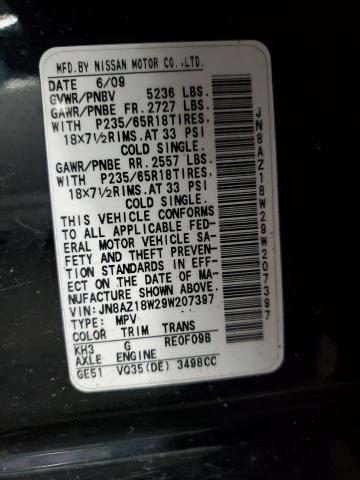 MFD.BY NISSAN MOTOR CO.,LTD.
DATE 6/09
GVWR/PNBV 5236 LBS.
GAWR/PNBE FR. 2727 LBS.
WITH P235/65R18TIRES,
18X7½RIMS.AT 33 PSI
COLD SINGLE.
GAWR/PNBE RR. 2557 LBS.
WITH P235/65R18TIRES,
18X7½RIMS.AT 33 PSI
COLD SINGLE.
THIS VEHICLE CONFORMS
TO ALL APPLICABLE FED-
ERAL MOTOR VEHICLE SA-
FETY AND THEFT PREVENTION
STANDARDS IN EFF-
ECT ON THE DATE OF MA-
NUFACTURE SHOWN ABOVE.
VIN:JN8AZ18W29W207397
TYPE: MPV
COLOR TRIM TRANS
KH3 G RE0F09B
AXLE ENGINE
GE51 VQ35(DE) 3498CC
JN8AZ18W29W207397